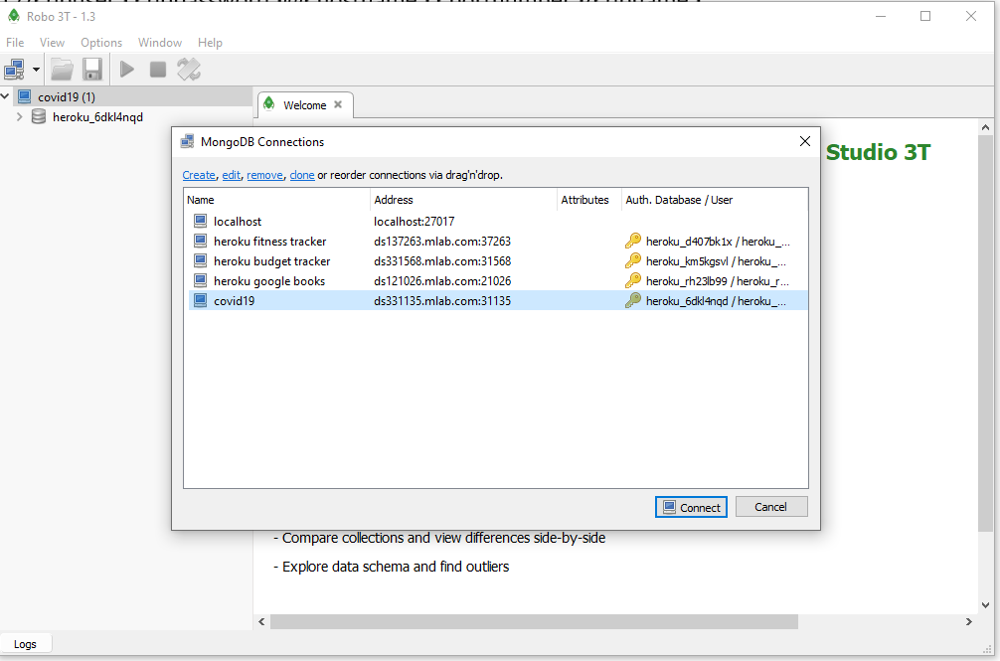 Robo 3T - 1.3
File View Options Window Help
covid19 (1)
heroku_6dkl4nqd
Welcome
Studio 3T
MongoDB Connections
Create, edit, remove, clone or reorder connections via drag'n'drop.
Name Address Attributes Auth. Database / User
localhost localhost:27017
heroku fitness tracker ds137263.mlab.com:37263 heroku_d407bk1x / heroku_...
heroku budget tracker ds331568.mlab.com:31568 heroku_km5kgsvl / heroku_...
heroku google books ds121026.mlab.com:21026 heroku_rh23lb99 / heroku_r...
covid19 ds331135.mlab.com:31135 heroku_6dkl4nqd / heroku_...
Connect Cancel
- Compare collections and view differences side-by-side
- Explore data schema and find outliers
Logs